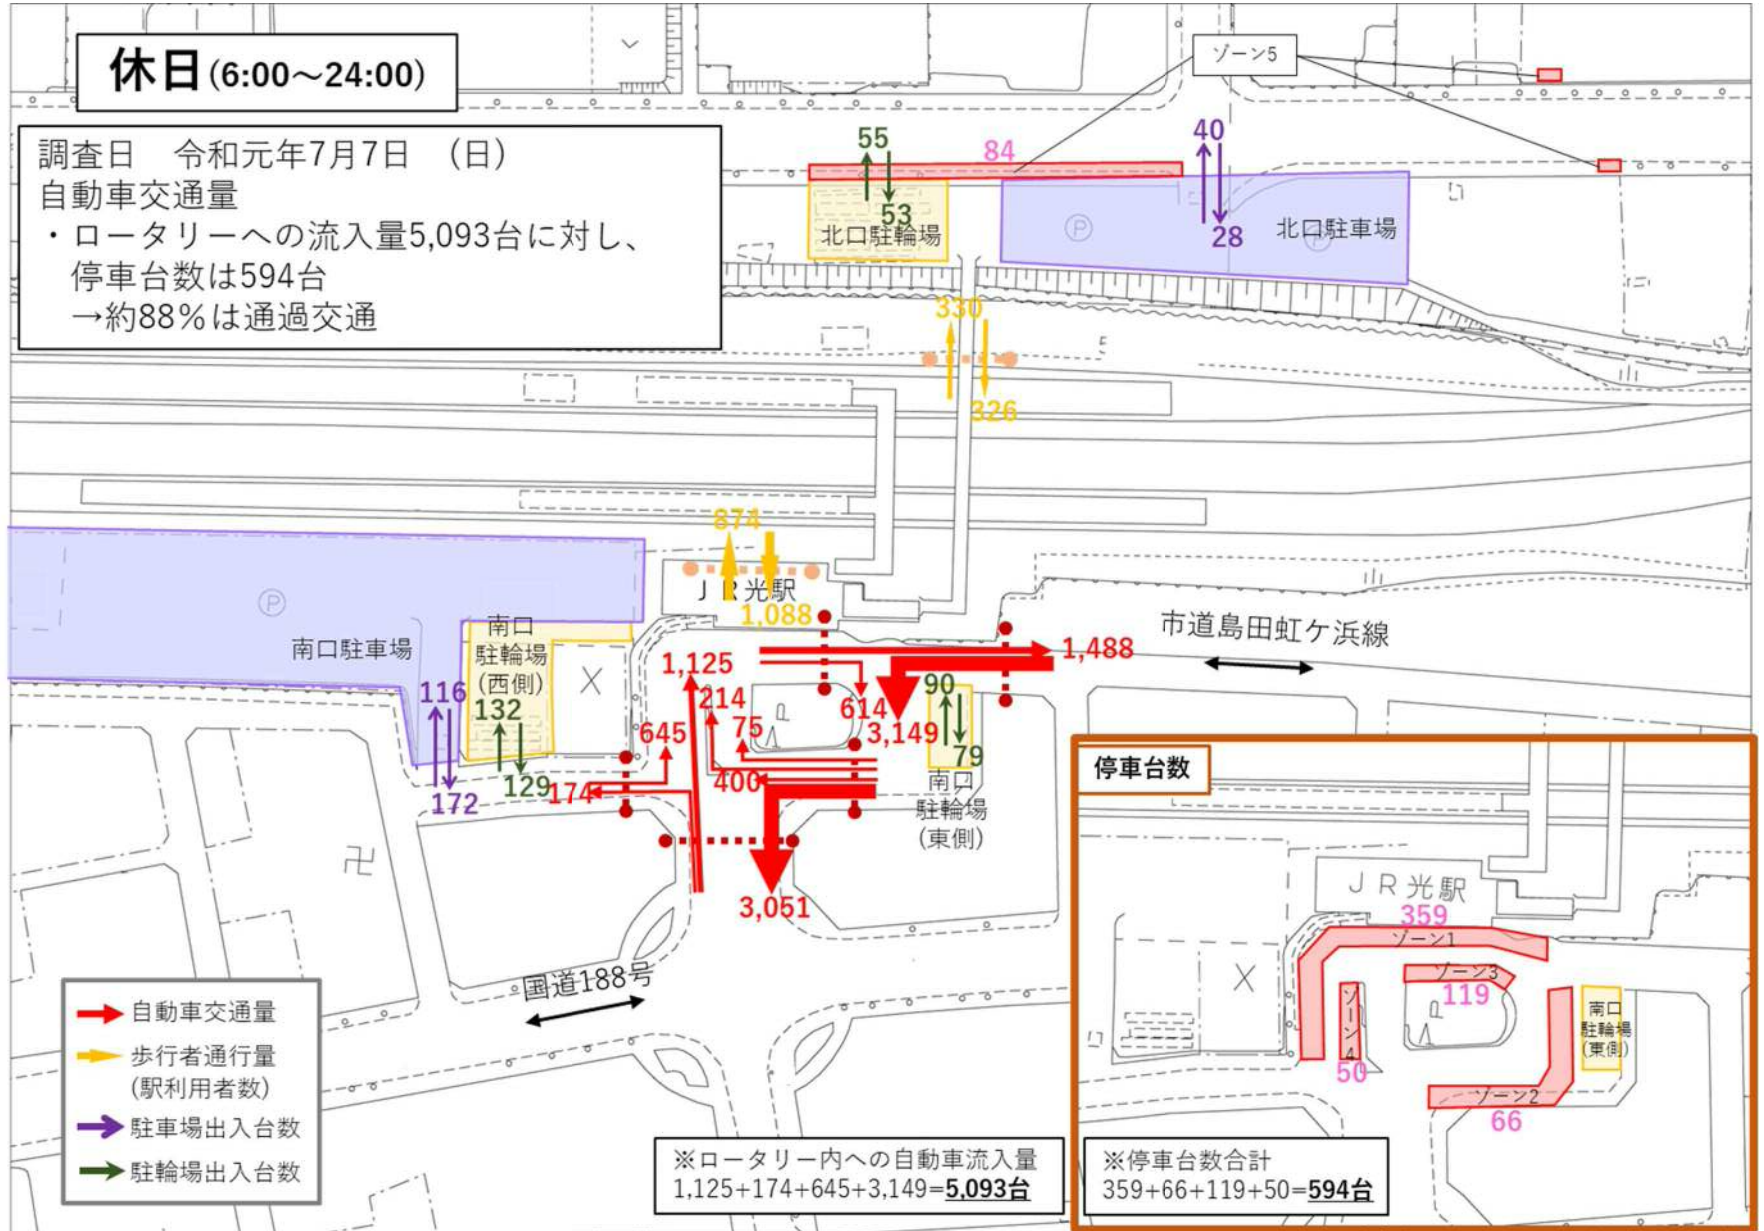 休日(6:00～24:00)
調査日　令和元年7月7日　(日)
自動車交通量
・ロータリーへの流入量5,093台に対し、
停車台数は594台
→約88％は通過交通
ゾーン5
55
84
40
53
28
北口駐輪場
P
北口駐車場
P
330
326
874
JR光駅
1,088
P
南口駐車場
南口
駐輪場
(西側)
市道島田虹ケ浜線
1,488
1,125
116
132
214
90
614
645
75
3,149
79
129
174
400
172
南口
駐輪場
(東側)
3,051
国道188号
自動車交通量
歩行者通行量
(駅利用者数)
駐車場出入台数
駐輪場出入台数
※ロータリー内への自動車流入量
1,125+174+645+3,149=5,093台
停車台数
JR光駅
359
ゾーン1
ゾーン3
119
ゾーン4
50
南口
駐輪場
(東側)
ゾーン2
66
※停車台数合計
359+66+119+50=594台